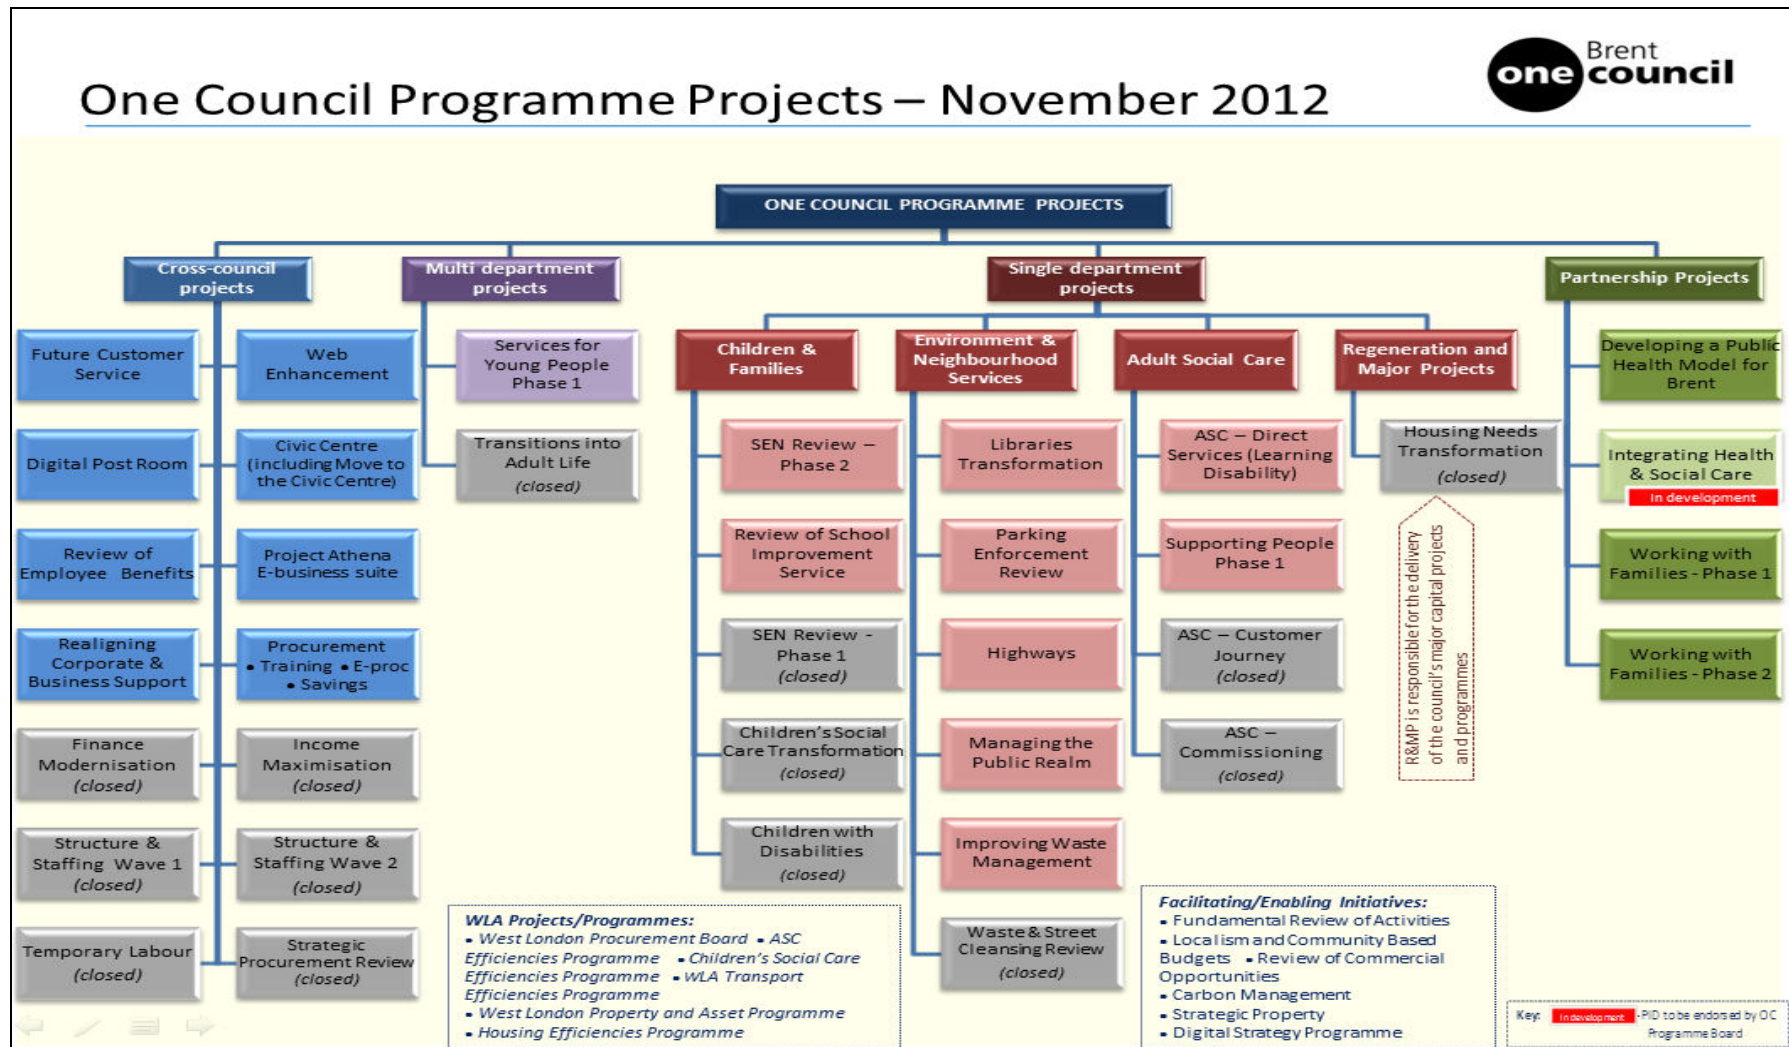 One Council Programme Projects – November 2012
Brent
one council
ONE COUNCIL PROGRAMME PROJECTS
Cross-council
projects
Future Customer
Service
Web
Enhancement
Digital Post Room
Civic Centre
(including Move to
the Civic Centre)
Review of
Employee Benefits
Project Athena
E-business suite
Realigning
Corporate &
Business Support
Procurement
• Training • E-proc
• Savings
Finance
Modernisation
(closed)
Income
Maximisation
(closed)
Structure &
Staffing Wave 1
(closed)
Structure &
Staffing Wave 2
(closed)
Temporary Labour
(closed)
Strategic
Procurement Review
(closed)
Multi department
projects
Services for
Young People
Phase 1
Transitions into
Adult Life
(closed)
Single department
projects
Children &
Families
SEN Review –
Phase 2
Review of School
Improvement
Service
SEN Review -
Phase 1
(closed)
Children's Social
Care Transformation
(closed)
Children with
Disabilities
(closed)
Environment &
Neighbourhood
Services
Libraries
Transformation
Parking
Enforcement
Review
Highways
Managing the
Public Realm
Improving Waste
Management
Waste & Street
Cleansing Review
(closed)
Adult Social Care
ASC – Direct
Services (Learning
Disability)
Supporting People
Phase 1
ASC – Customer
Journey
(closed)
ASC –
Commissioning
(closed)
Regeneration and
Major Projects
Housing Needs
Transformation
(closed)
R&MP is responsible for the delivery
of the council's major capital projects
and programmes
Partnership Projects
Developing a Public
Health Model for
Brent
Integrating Health
& Social Care
In development
Working with
Families - Phase 1
Working with
Families - Phase 2
WLA Projects/Programmes:
• West London Procurement Board • ASC
Efficiencies Programme • Children's Social Care
Efficiencies Programme • WLA Transport
Efficiencies Programme
• West London Property and Asset Programme
• Housing Efficiencies Programme
Facilitating/Enabling Initiatives:
• Fundamental Review of Activities
• Localism and Community Based
Budgets • Review of Commercial
Opportunities
• Carbon Management
• Strategic Property
• Digital Strategy Programme
Key: In development -PID to be endorsed by OC
Programme Board